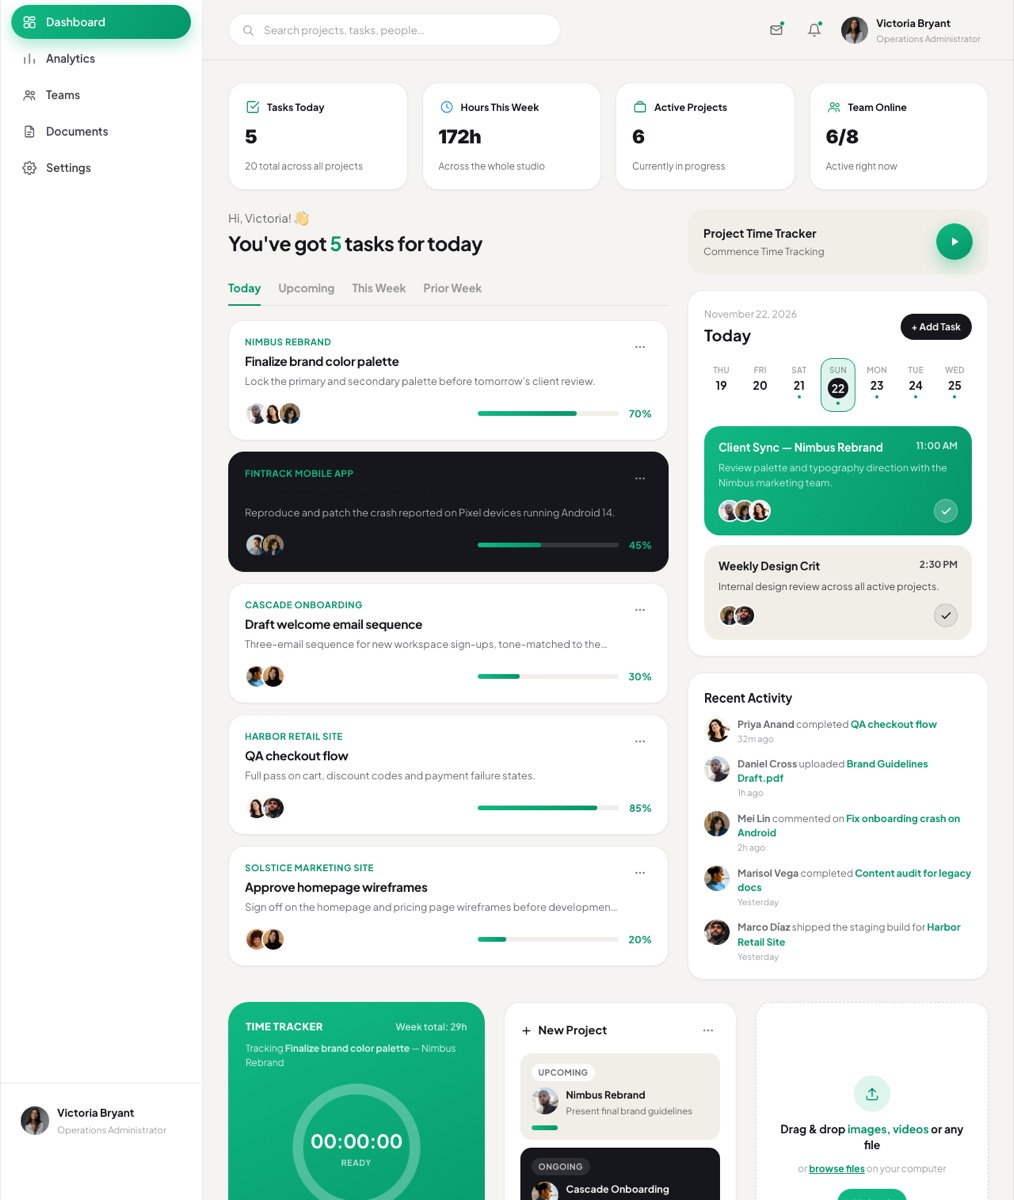 Dashboard
Analytics
Teams
Documents
Settings
Victoria Bryant
Operations Administrator
Search projects, tasks, people...
Victoria Bryant
Operations Administrator
Tasks Today
5
20 total across all projects
Hours This Week
172h
Across the whole studio
Active Projects
6
Currently in progress
Team Online
6/8
Active right now
Hi, Victoria! 👋
You've got 5 tasks for today
Today Upcoming This Week Prior Week
NIMBUS REBRAND
Finalize brand color palette
Lock the primary and secondary palette before tomorrow's client review.
70%
FINTRACK MOBILE APP
Reproduce and patch the crash reported on Pixel devices running Android 14.
45%
CASCADE ONBOARDING
Draft welcome email sequence
Three-email sequence for new workspace sign-ups, tone-matched to the...
30%
HARBOR RETAIL SITE
QA checkout flow
Full pass on cart, discount codes and payment failure states.
85%
SOLSTICE MARKETING SITE
Approve homepage wireframes
Sign off on the homepage and pricing page wireframes before developmen...
20%
Project Time Tracker
Commence Time Tracking
November 22, 2026
Today
+ Add Task
THU FRI SAT SUN MON TUE WED
19 20 21 22 23 24 25
Client Sync — Nimbus Rebrand 11:00 AM
Review palette and typography direction with the
Nimbus marketing team.
Weekly Design Crit 2:30 PM
Internal design review across all active projects.
Recent Activity
Priya Anand completed QA checkout flow
32m ago
Daniel Cross uploaded Brand Guidelines
Draft.pdf
1h ago
Mei Lin commented on Fix onboarding crash on
Android
2h ago
Marisol Vega completed Content audit for legacy
docs
Yesterday
Marco Díaz shipped the staging build for Harbor
Retail Site
Yesterday
TIME TRACKER Week total: 29h
Tracking Finalize brand color palette — Nimbus
Rebrand
00:00:00
READY
+ New Project
UPCOMING
Nimbus Rebrand
Present final brand guidelines
ONGOING
Cascade Onboarding
Drag & drop images, videos or any
file
or browse files on your computer